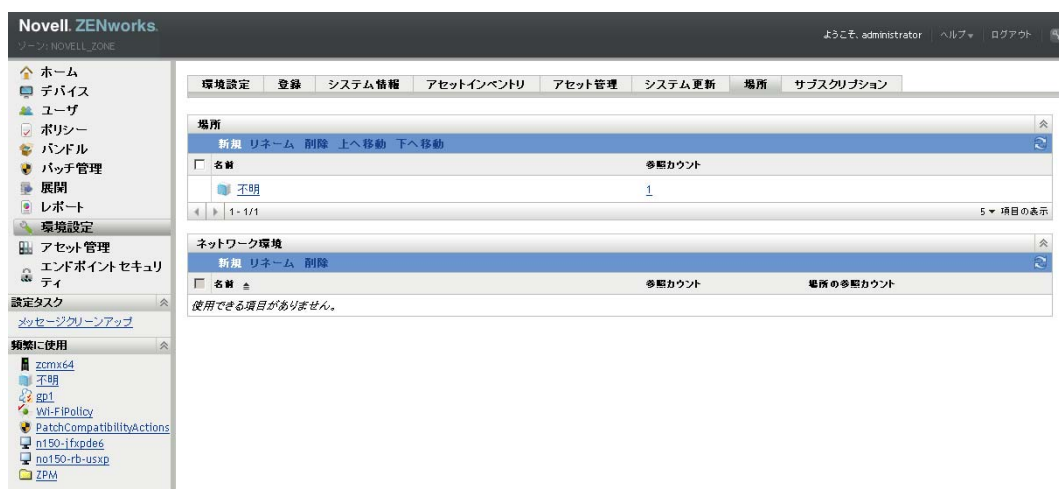 Novell. ZENworks.
ゾーン: NOVELL_ZONE
ようこそ、administrator ヘルプ ログアウト
ホーム
デバイス
ユーザ
ポリシー
バンドル
パッチ管理
展開
レポート
環境設定
アセット管理
エンドポイントセキュリ
ティ
設定タスク
メッセージクリーンアップ
頻繁に使用
zcmx64
不明
gp1
Wi-FiPolicy
PatchCompatibilityActions
n150-jfxpde6
no150-rb-usxp
ZPM
環境設定 登録 システム情報 アセットインベントリ アセット管理 システム更新 場所 サブスクリプション
場所
新規 リネーム 削除 上へ移動 下へ移動
名前 参照カウント
不明 1
1 - 1/1 5 項目の表示
ネットワーク環境
新規 リネーム 削除
名前 参照カウント 場所の参照カウント
使用できる項目がありません。